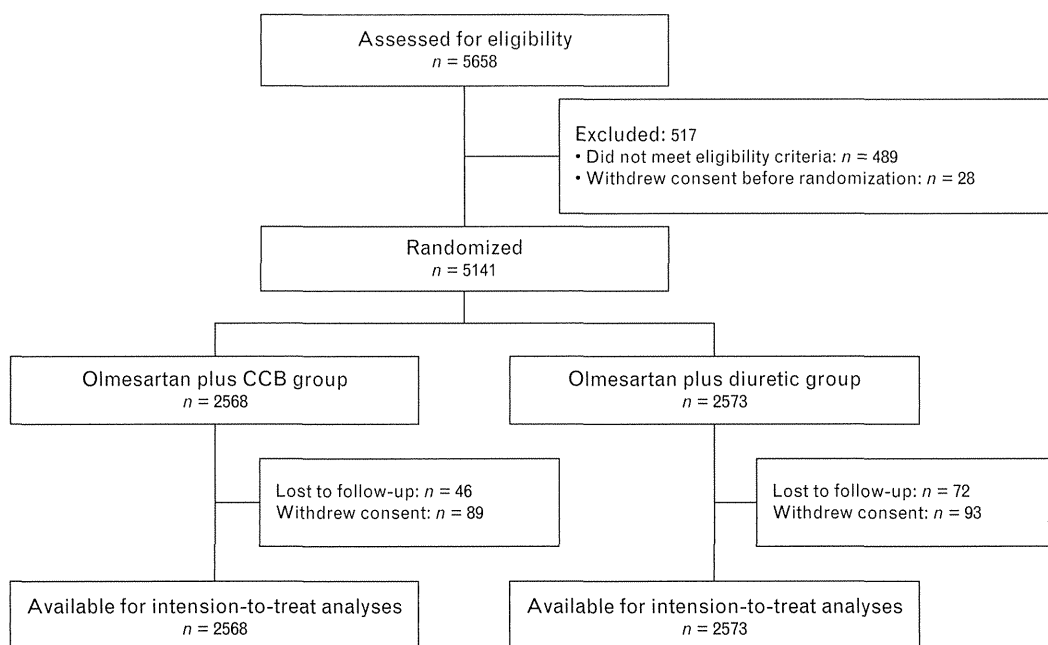 Assessed for eligibility
n = 5658
Excluded: 517
• Did not meet eligibility criteria: n = 489
• Withdrew consent before randomization: n = 28
Randomized
n = 5141
Olmesartan plus CCB group
n = 2568
Olmesartan plus diuretic group
n = 2573
Lost to follow-up: n = 46
Withdrew consent: n = 89
Lost to follow-up: n = 72
Withdrew consent: n = 93
Available for intension-to-treat analyses
n = 2568
Available for intension-to-treat analyses
n = 2573